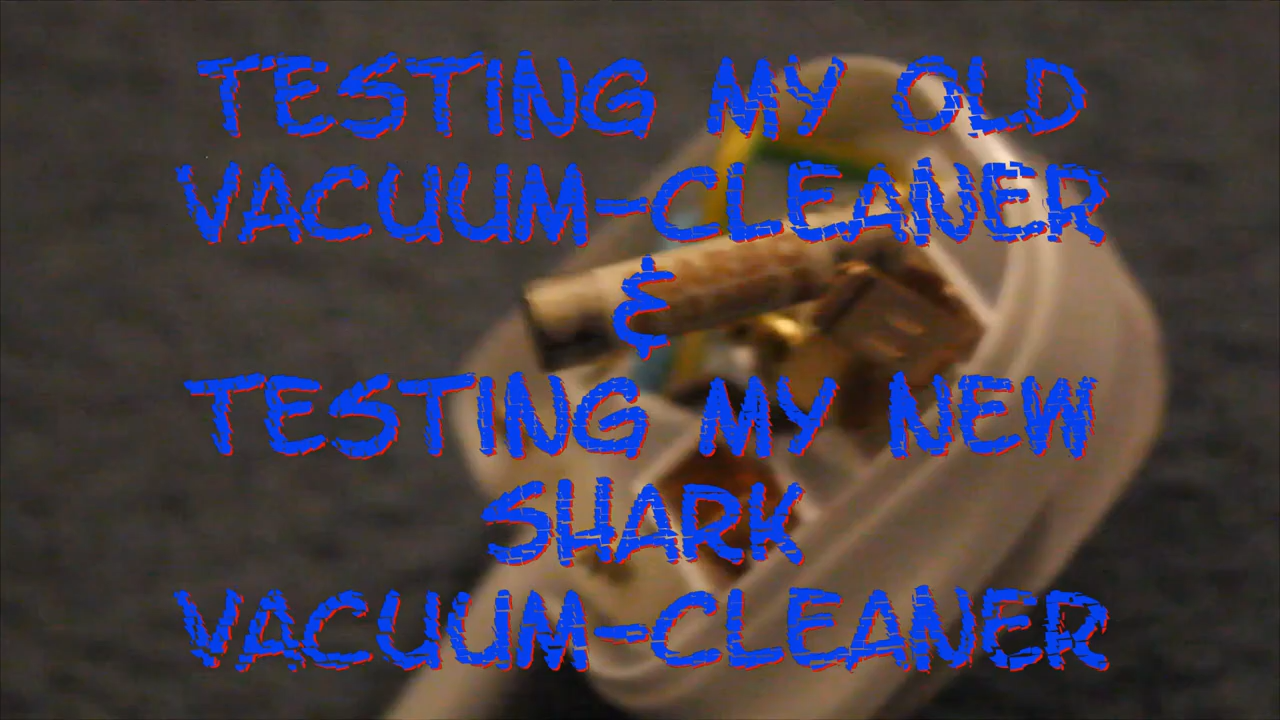 TESTING MY OLD
VACUUM-CLEANER
&
TESTING MY NEW
SHARK
VACUUM-CLEANER